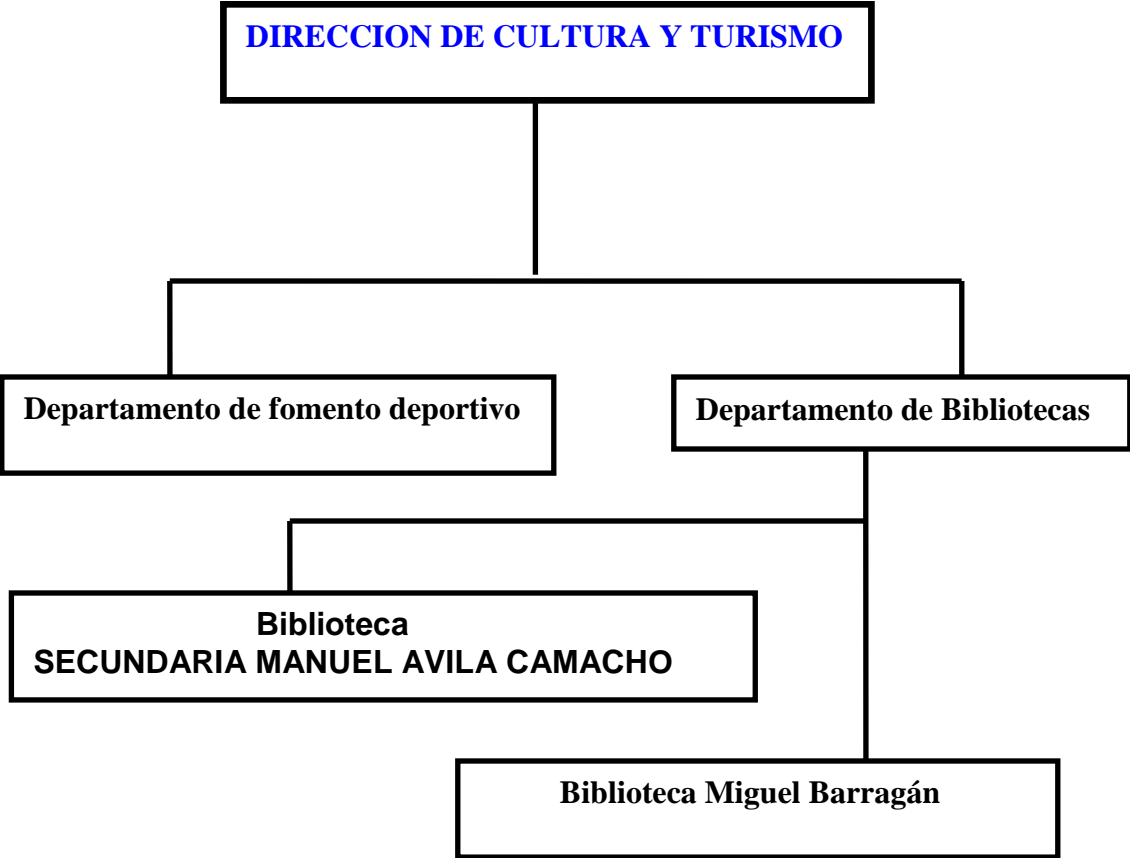 DIRECCION DE CULTURA Y TURISMO
Departamento de fomento deportivo
Departamento de Bibliotecas
Biblioteca
SECUNDARIA MANUEL AVILA CAMACHO
Biblioteca Miguel Barragán